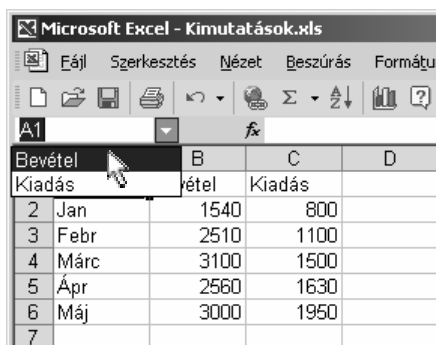 Microsoft Excel - Kimutatások.xls
Fájl Szerkesztés Nézet Beszúrás Formátu
Σ
A1 fx
Bevétel B C D
Kiadás vétel Kiadás
2 Jan 1540 800
3 Febr 2510 1100
4 Márc 3100 1500
5 Ápr 2560 1630
6 Máj 3000 1950
7